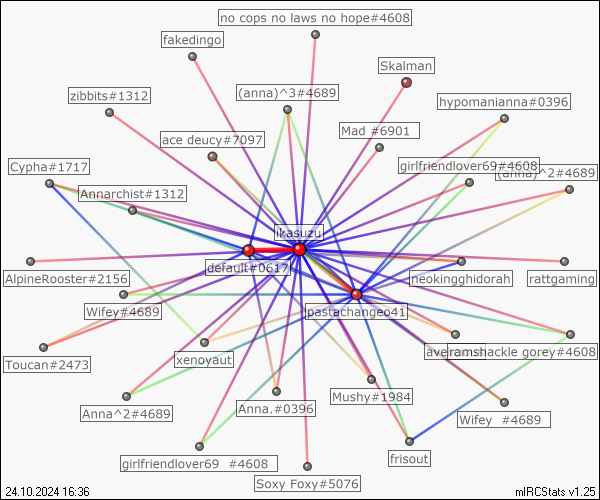 no cops no laws no hope#4608
fakedingo
Skalman
zibbits#1312
(anna)^3#4689
hypomanianna#0396
Mad #6901
ace deucy#7097
Cypha#1717
girlfriendlover69#4608
(anna)^2#4689
Annarchist#1312
ikasuzu
default#0617
AlpineRooster#2156
neokingghidorah
rattgaming
Wifey#4689
pastachangeo41
xenoyaut
shackle gorey#4608
Toucan#2473
Mushy#1984
Anna^2#4689
Anna.#0396
Wifey  #4689
girlfriendlover69  #4608
frisout
Soxy Foxy#5076
24.10.2024 16:36
mIRCStats v1.25